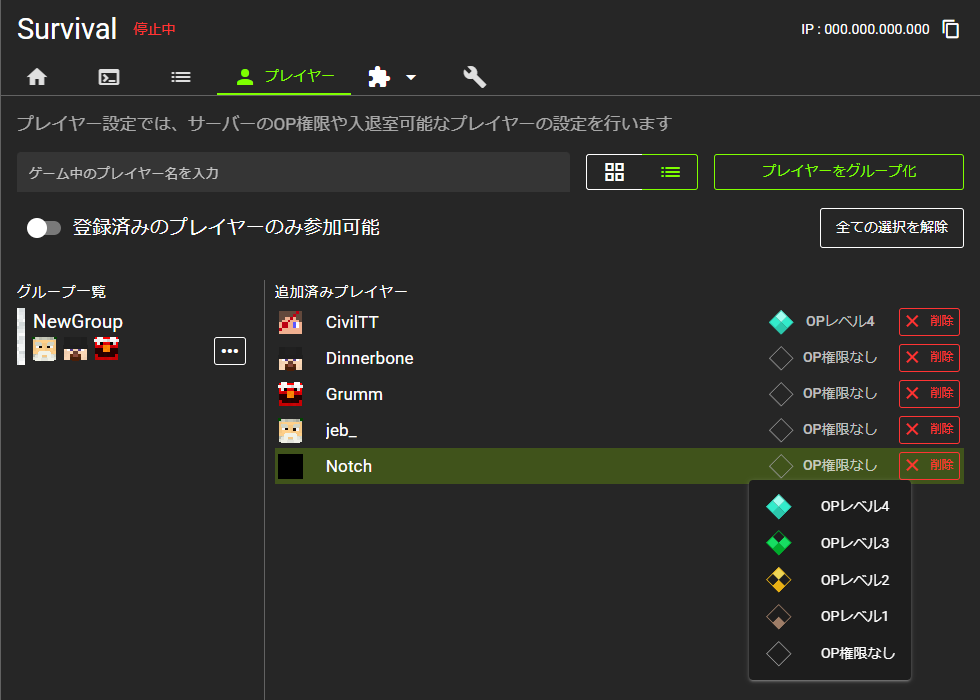 Survival 停止中 IP : 000.000.000.000
プレイヤー
プレイヤー設定では、サーバーのOP権限や入退室可能なプレイヤーの設定を行います
ゲーム中のプレイヤー名を入力
プレイヤーをグループ化
登録済みのプレイヤーのみ参加可能
全ての選択を解除
グループ一覧
NewGroup
追加済みプレイヤー
CivilTT OPレベル4 削除
Dinnerbone OP権限なし 削除
Grumm OP権限なし 削除
jeb_ OP権限なし 削除
Notch OP権限なし 削除
OPレベル4
OPレベル3
OPレベル2
OPレベル1
OP権限なし